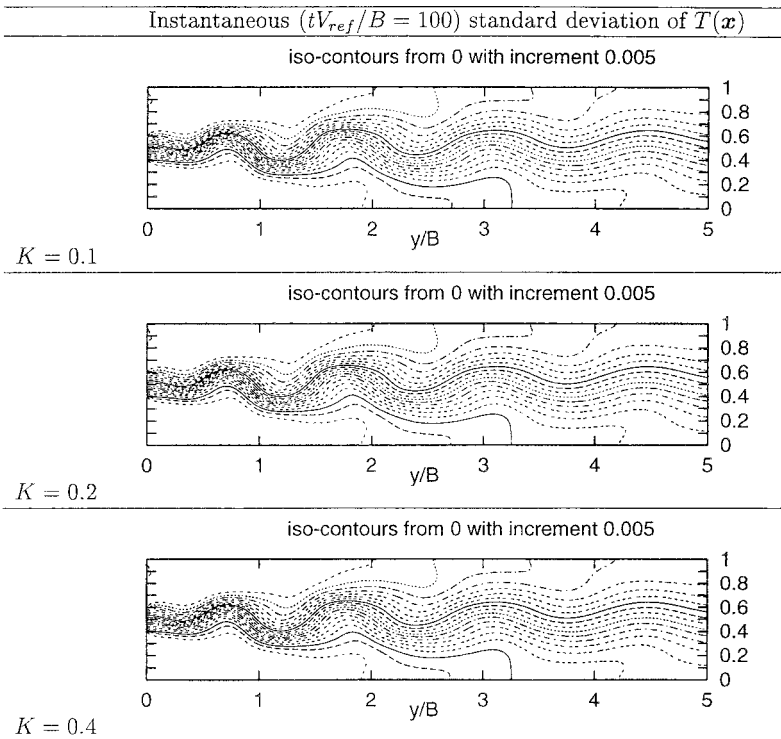 Instantaneous (tV_ref/B = 100) standard deviation of T(x)
iso-contours from 0 with increment 0.005
1
0.8
0.6
0.4
0.2
0
0 1 2 3 4 5
y/B
K = 0.1
iso-contours from 0 with increment 0.005
1
0.8
0.6
0.4
0.2
0
0 1 2 3 4 5
y/B
K = 0.2
iso-contours from 0 with increment 0.005
1
0.8
0.6
0.4
0.2
0
0 1 2 3 4 5
y/B
K = 0.4